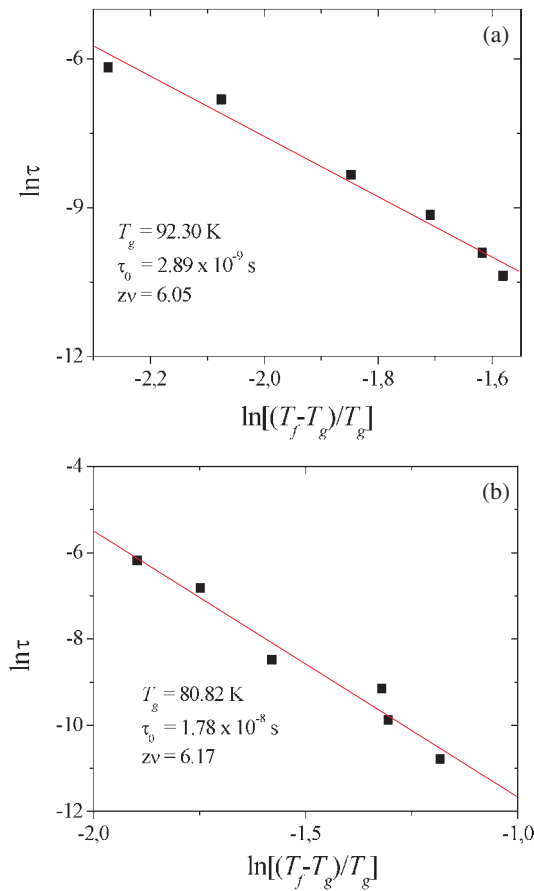 (a)
-6
-9
-12
lnτ
T_g = 92.30 K
τ_0 = 2.89 x 10^-9 s
zν = 6.05
-2,2 -2,0 -1,8 -1,6
ln[(T_f-T_g)/T_g]
(b)
-4
-6
-8
-10
-12
lnτ
T_g = 80.82 K
τ_0 = 1.78 x 10^-8 s
zν = 6.17
-2,0 -1,5 -1,0
ln[(T_f-T_g)/T_g]